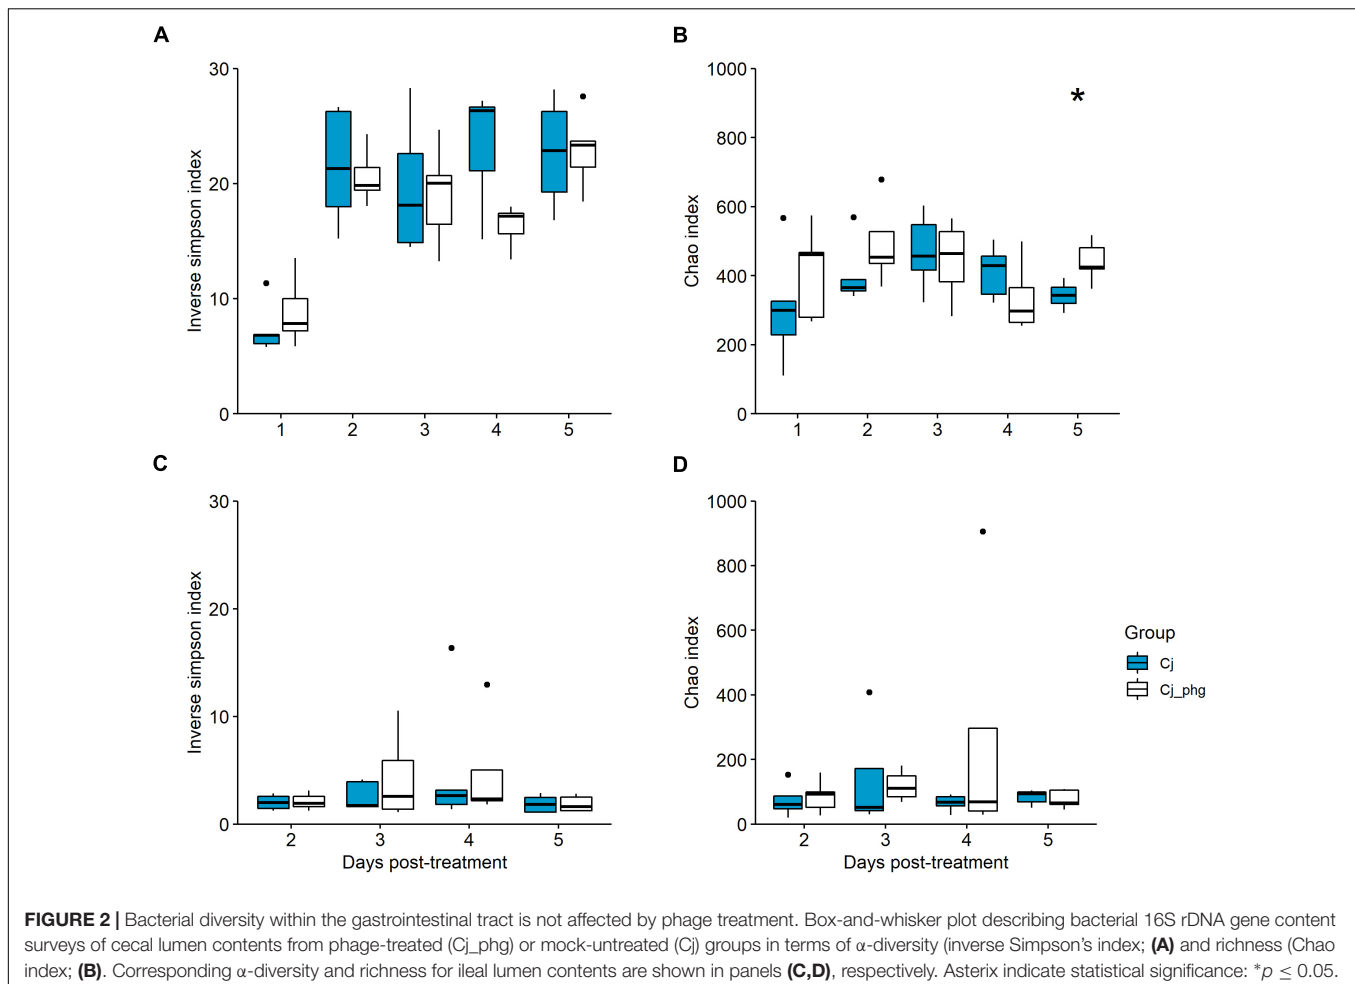 A
B
30
20
10
0
Inverse simpson index
1 2 3 4 5
1000
800
600
400
200
0
Chao index
*
1 2 3 4 5
C
D
30
20
10
0
Inverse simpson index
2 3 4 5
Days post-treatment
1000
800
600
400
200
0
Chao index
2 3 4 5
Days post-treatment
Group
Cj
Cj_phg
FIGURE 2 | Bacterial diversity within the gastrointestinal tract is not affected by phage treatment. Box-and-whisker plot describing bacterial 16S rDNA gene content
surveys of cecal lumen contents from phage-treated (Cj_phg) or mock-untreated (Cj) groups in terms of α-diversity (inverse Simpson's index; (A) and richness (Chao
index; (B). Corresponding α-diversity and richness for ileal lumen contents are shown in panels (C,D), respectively. Asterix indicate statistical significance: *p ≤ 0.05.